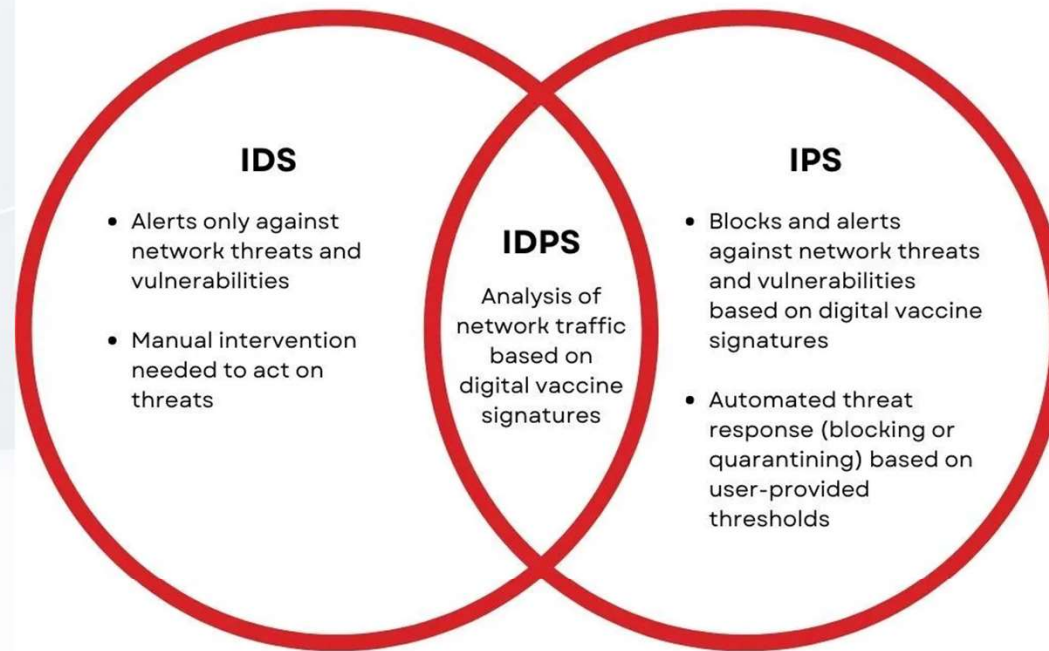 IDS
• Alerts only against
network threats and
vulnerabilities
• Manual intervention
needed to act on
threats
IDPS
Analysis of
network traffic
based on
digital vaccine
signatures
IPS
• Blocks and alerts
against network threats
and vulnerabilities
based on digital vaccine
signatures
• Automated threat
response (blocking or
quarantining) based on
user-provided
thresholds